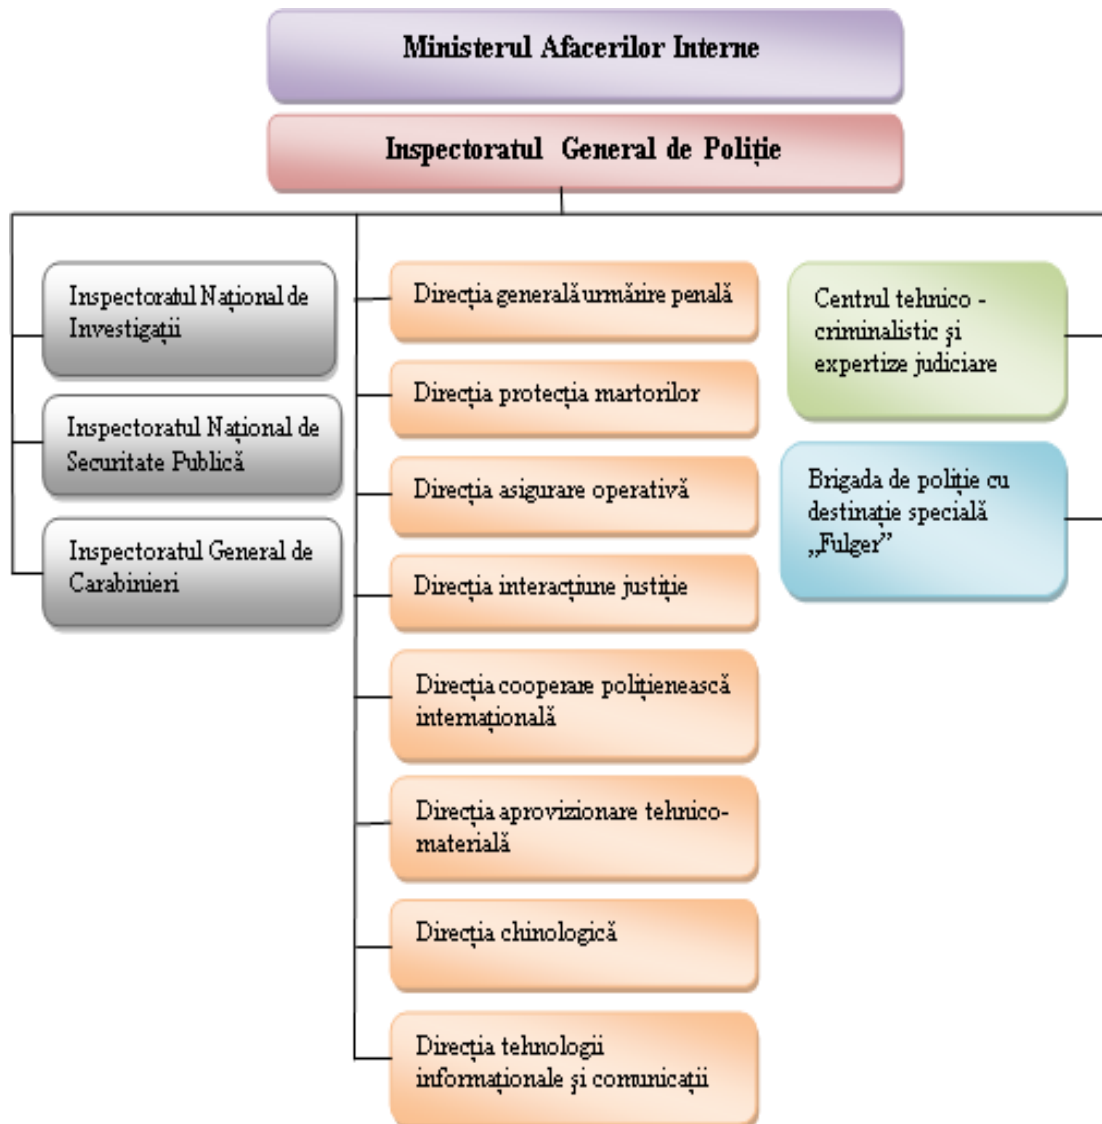 Ministerul Afacerilor Interne
Inspectoratul General de Poliție
Inspectoratul Național de
Investigații
Inspectoratul Național de
Securitate Publică
Inspectoratul General de
Carabinieri
Direcția generală urmărire penală
Direcția protecția martorilor
Direcția asigurare operativă
Direcția interacțiune justiție
Direcția cooperare polițienească
internațională
Direcția aprovizionare tehnico-
materială
Direcția chinologică
Direcția tehnologii
informaționale şi comunicații
Centrul tehnico -
criminalistic şi
expertize judiciare
Brigada de poliție cu
destinație specială
„Fulger”